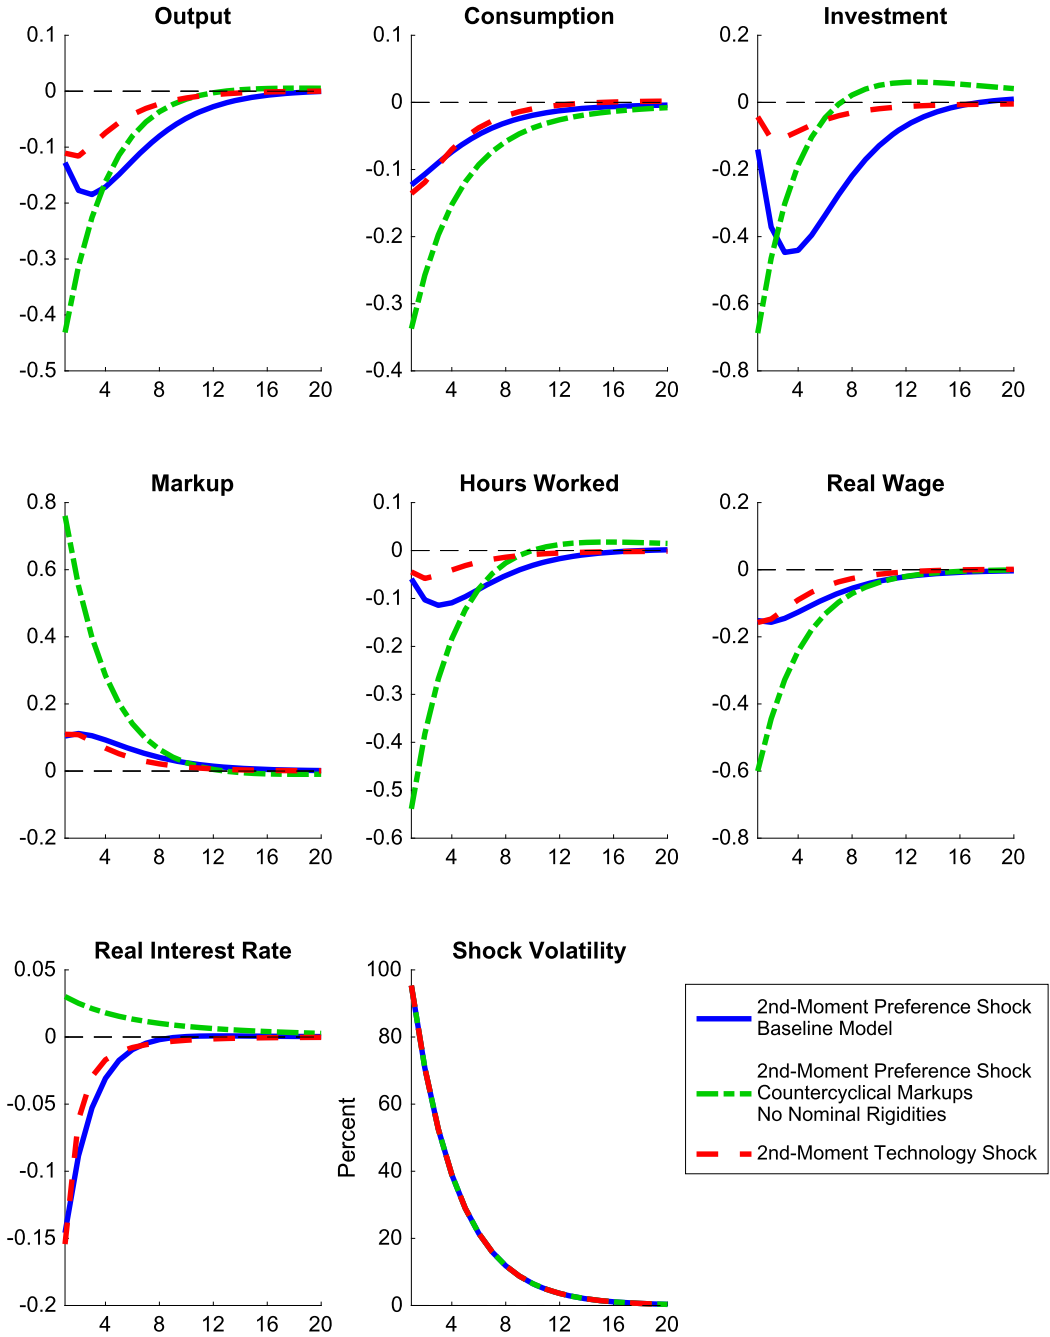 Output
0.1
0
-0.1
-0.2
-0.3
-0.4
-0.5
4 8 12 16 20
Consumption
0.1
0
-0.1
-0.2
-0.3
-0.4
4 8 12 16 20
Investment
0.2
0
-0.2
-0.4
-0.6
-0.8
4 8 12 16 20
Markup
0.8
0.6
0.4
0.2
0
-0.2
4 8 12 16 20
Hours Worked
0.1
0
-0.1
-0.2
-0.3
-0.4
-0.5
-0.6
4 8 12 16 20
Real Wage
0.2
0
-0.2
-0.4
-0.6
-0.8
4 8 12 16 20
Real Interest Rate
0.05
0
-0.05
-0.1
-0.15
-0.2
4 8 12 16 20
Shock Volatility
Percent
100
80
60
40
20
0
4 8 12 16 20
2nd-Moment Preference Shock
Baseline Model
2nd-Moment Preference Shock
Countercyclical Markups
No Nominal Rigidities
2nd-Moment Technology Shock